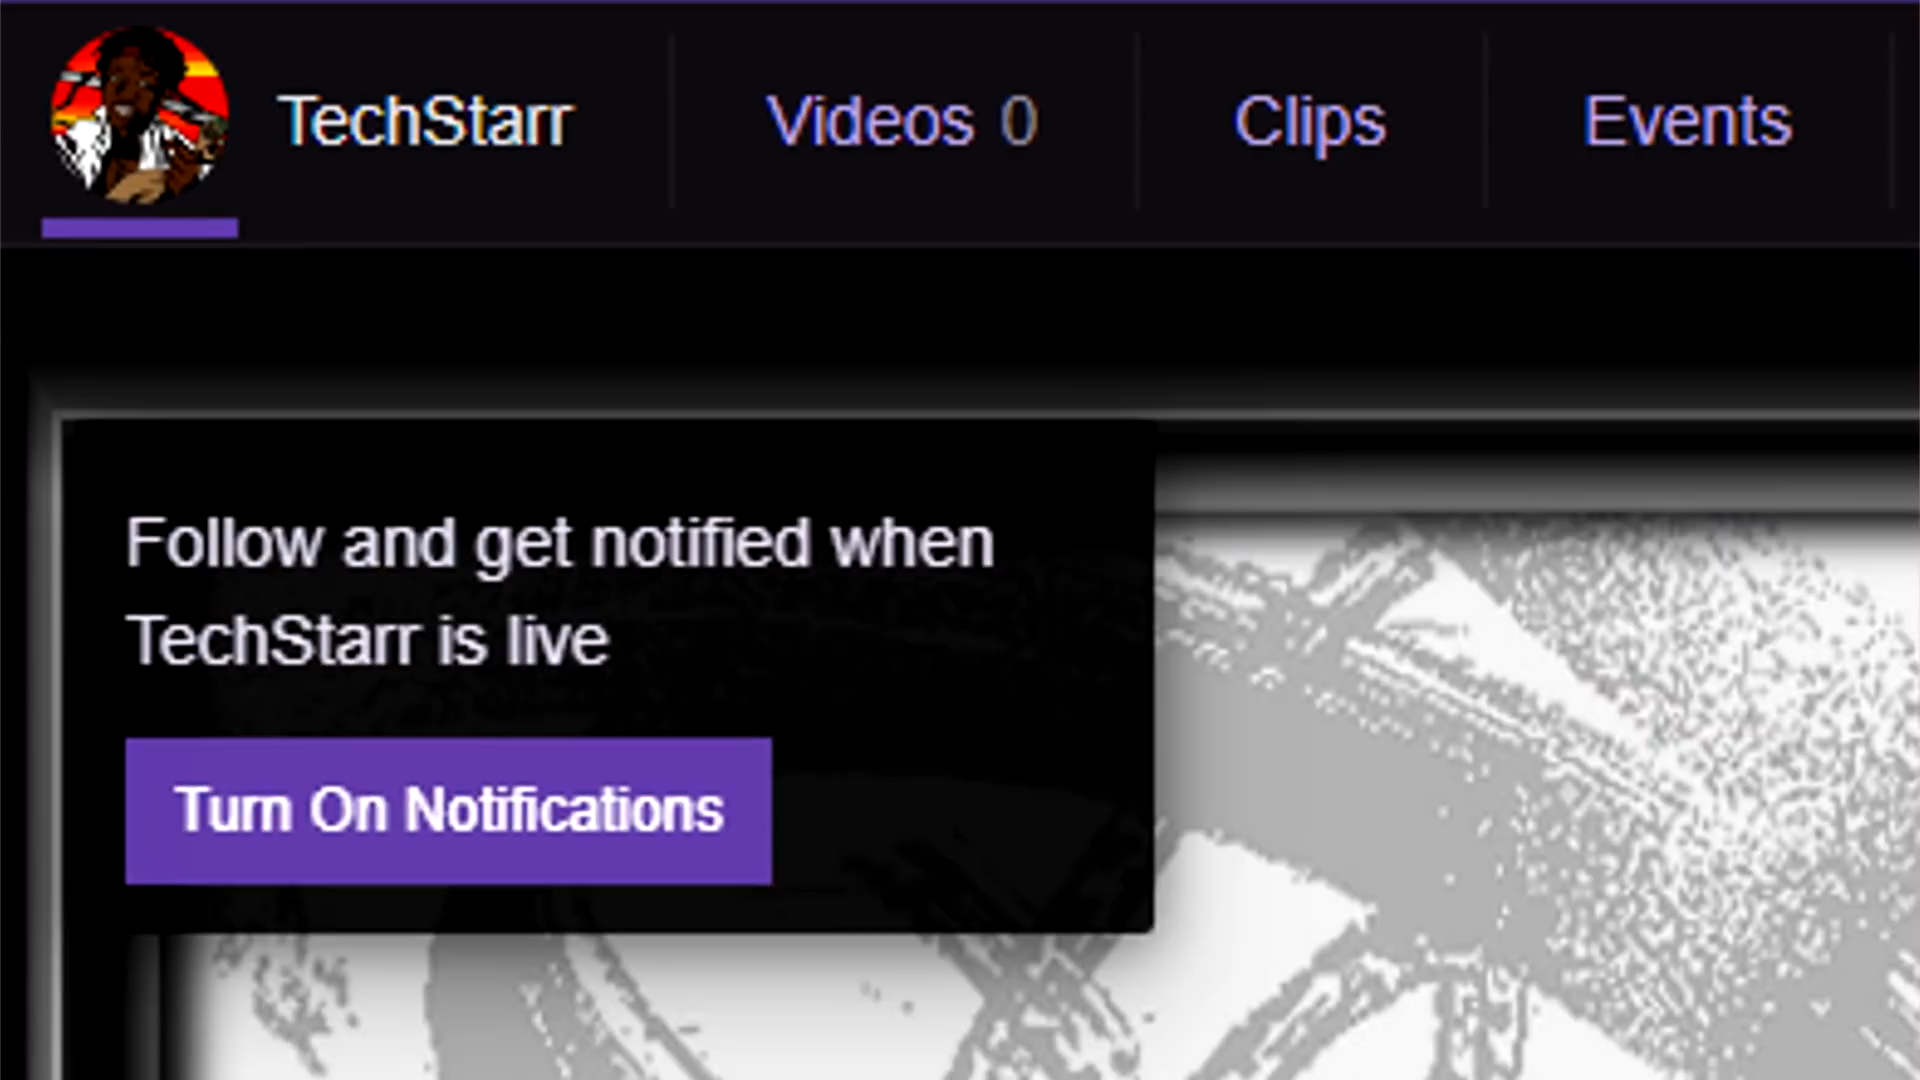 TechStarr Videos 0 Clips Events
Follow and get notified when
TechStarr is live
Turn On Notifications